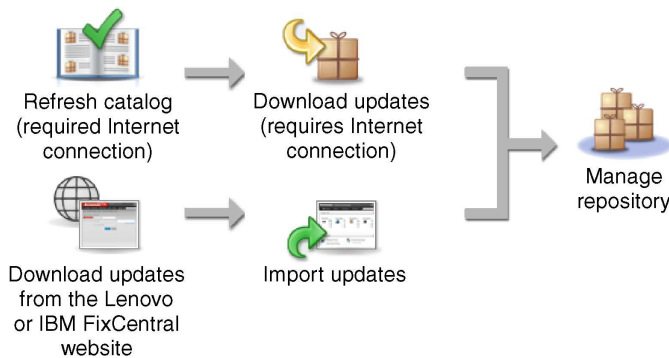 Refresh catalog
(required Internet
connection)
Download updates
(requires Internet
connection)
Manage
repository
Download updates
from the Lenovo
or IBM FixCentral
website
Import updates